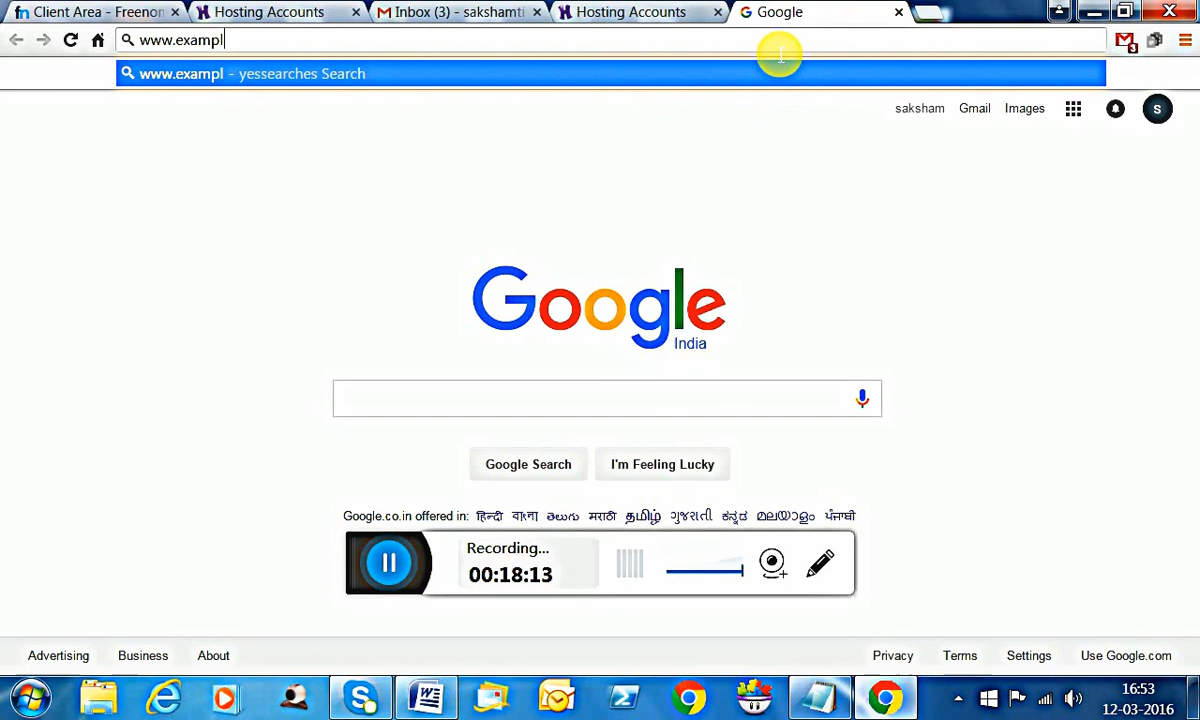 Client Area - Freenon
Hosting Accounts
Inbox (3) - sakshamti
Hosting Accounts
Google
www.exampl
3
www.exampl - yessearches Search
saksham Gmail Images
S
Google
India
Google Search
I'm Feeling Lucky
Google.co.in offered in: हिन्दी বাংলা తెలుగు मराठी தமிழ் ગુજરાતી ಕನ್ನಡ മലയാളം ਪੰਜਾਬੀ
Recording...
00:18:13
Advertising Business About
Privacy Terms Settings Use Google.com
16:53
12-03-2016